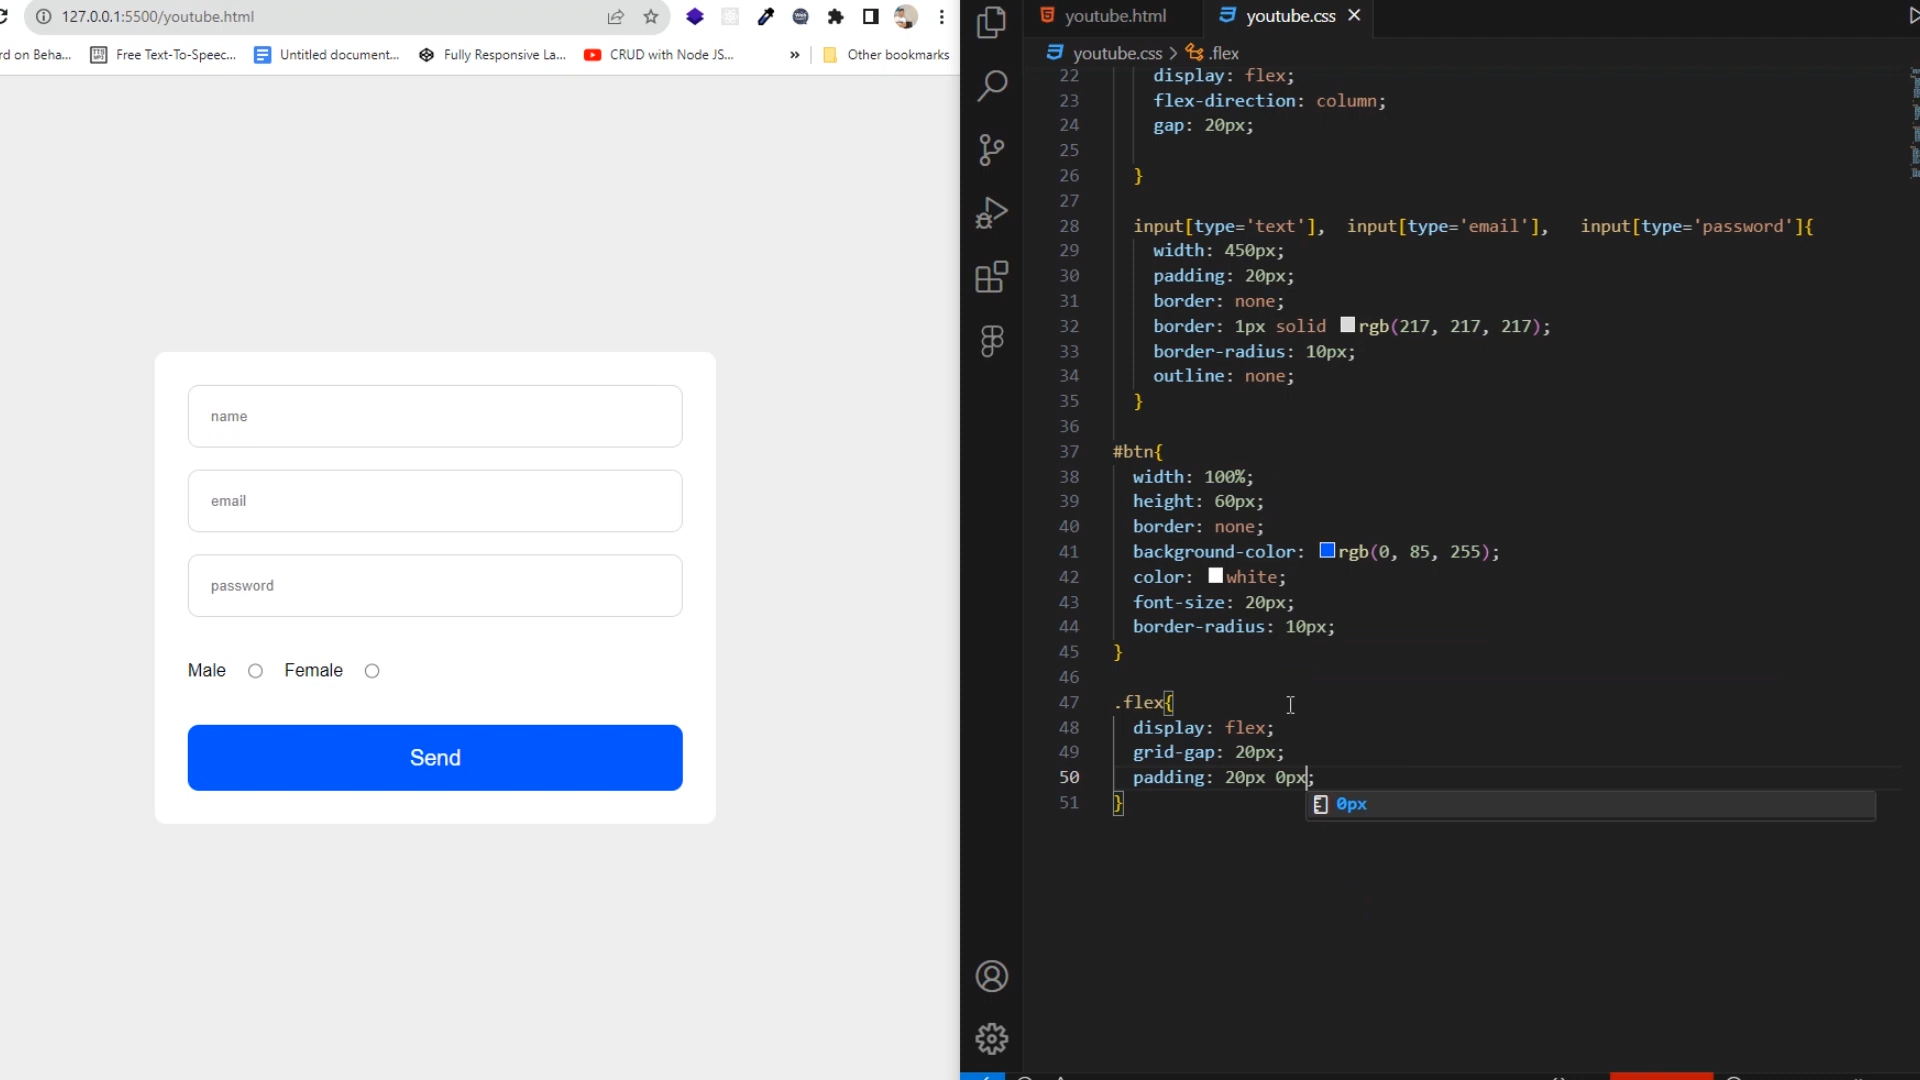 127.0.0.1:5500/youtube.html
rd on Beha...
Free Text-To-Speec...
Untitled document...
Fully Responsive La...
CRUD with Node JS...
»
Other bookmarks
name
email
password
Male
Female
Send
youtube.html
youtube.css
youtube.css > .flex
22 display: flex;
23 flex-direction: column;
24 gap: 20px;
25
26 }
27
28 input[type='text'], input[type='email'], input[type='password']{
29 width: 450px;
30 padding: 20px;
31 border: none;
32 border: 1px solid rgb(217, 217, 217);
33 border-radius: 10px;
34 outline: none;
35 }
36
37 #btn{
38 width: 100%;
39 height: 60px;
40 border: none;
41 background-color: rgb(0, 85, 255);
42 color: white;
43 font-size: 20px;
44 border-radius: 10px;
45 }
46
47 .flex{
48 display: flex;
49 grid-gap: 20px;
50 padding: 20px 0px;
51 }
0px